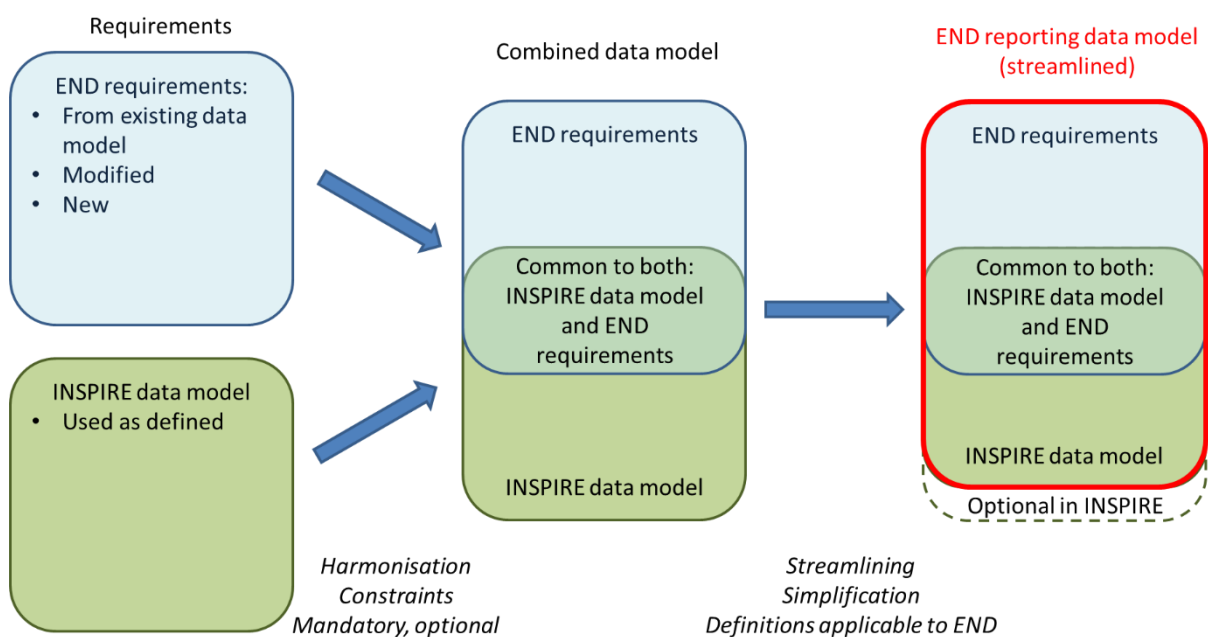 Requirements
END requirements:
• From existing data
model
• Modified
• New
INSPIRE data model
• Used as defined
Harmonisation
Constraints
Mandatory, optional
Combined data model
END requirements
Common to both:
INSPIRE data model
and END
requirements
INSPIRE data model
Streamlining
Simplification
Definitions applicable to END
END reporting data model
(streamlined)
END requirements
Common to both:
INSPIRE data model
and END
requirements
INSPIRE data model
Optional in INSPIRE